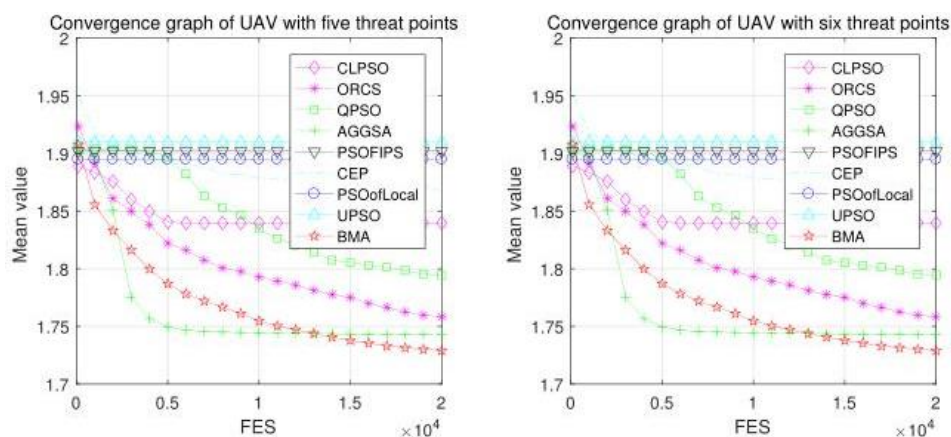 Convergence graph of UAV with five threat points
2
1.95
1.9
1.85
1.8
1.75
1.7
Mean value
0
0.5
1
1.5
2
FES
× 10⁴
CLPSO
ORCS
QPSO
AGGSA
PSOFIPS
CEP
PSOofLocal
UPSO
BMA
Convergence graph of UAV with six threat points
2
1.95
1.9
1.85
1.8
1.75
1.7
Mean value
0
0.5
1
1.5
2
FES
× 10⁴
CLPSO
ORCS
QPSO
AGGSA
PSOFIPS
CEP
PSOofLocal
UPSO
BMA